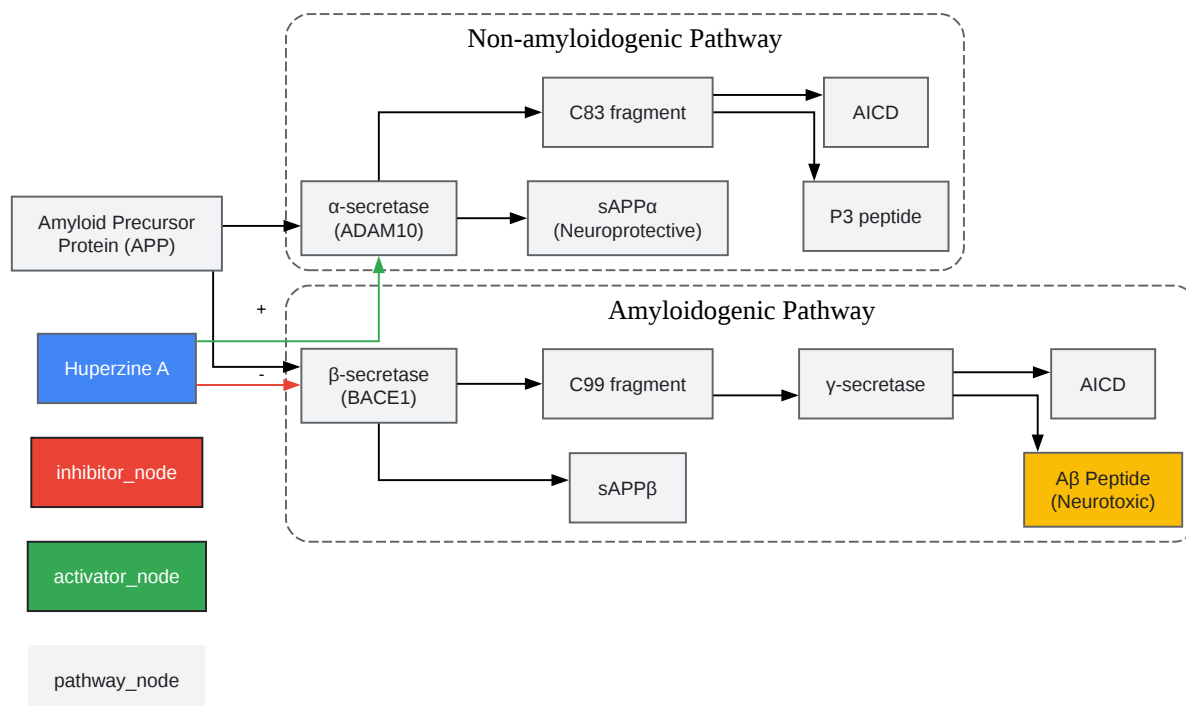 Non-amyloidogenic Pathway
C83 fragment
AICD
α-secretase
(ADAM10)
sAPPα
(Neuroprotective)
P3 peptide
Amyloid Precursor
Protein (APP)
+
Amyloidogenic Pathway
Huperzine A
-
β-secretase
(BACE1)
C99 fragment
γ-secretase
AICD
sAPPβ
Aβ Peptide
(Neurotoxic)
inhibitor_node
activator_node
pathway_node